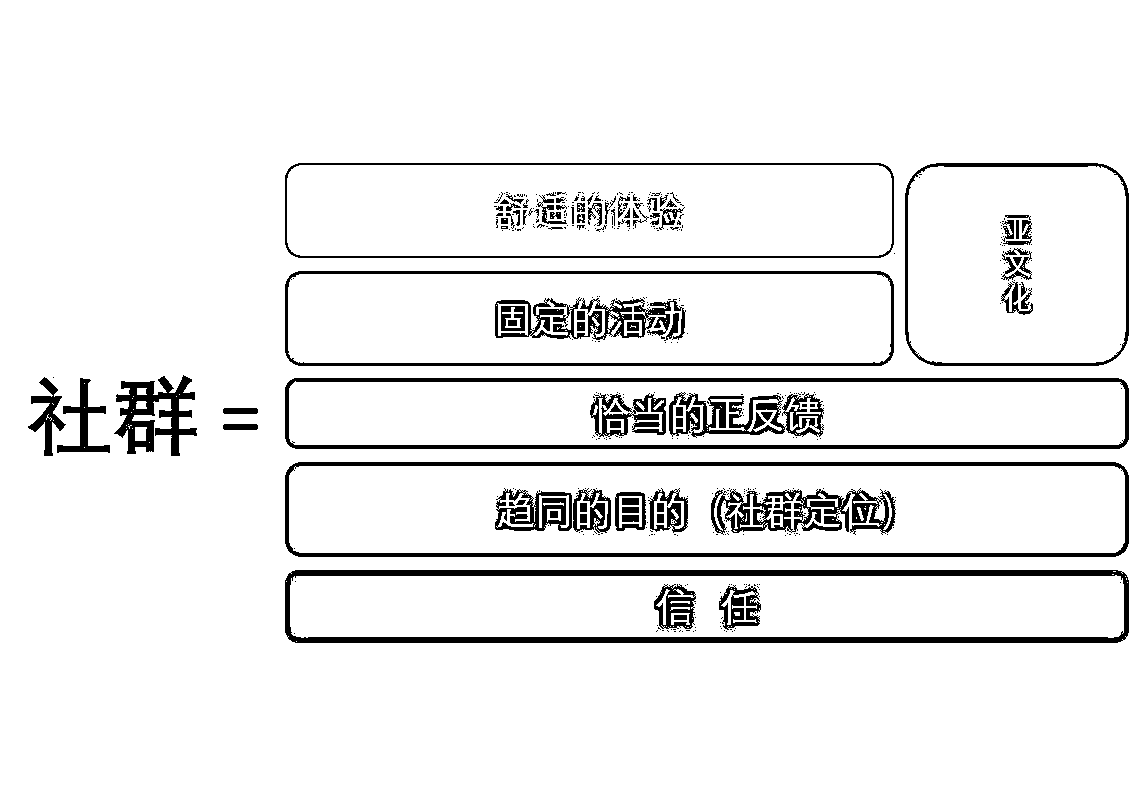 舒适的体验
亚文化
固定的活动
社群 =
恰当的正反馈
趋同的目的（社群定位）
信 任